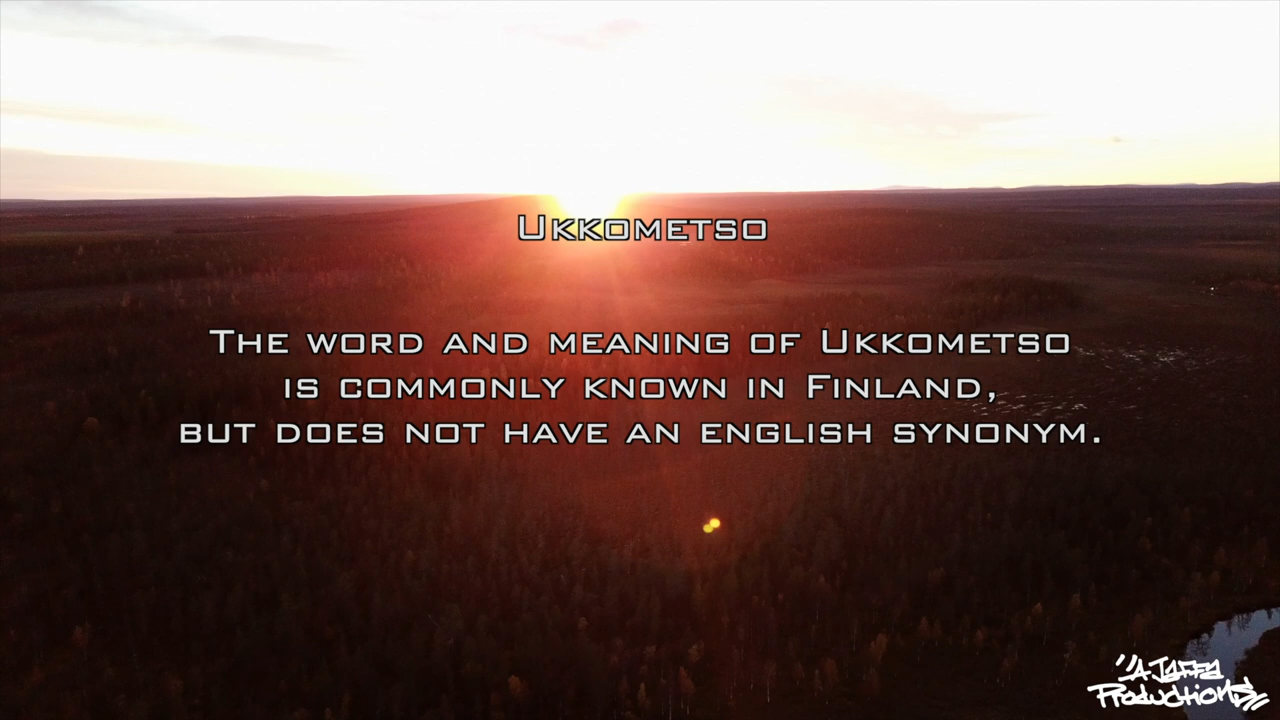 Ukkometso
The word and meaning of Ukkometso
is commonly known in Finland,
but does not have an english synonym.
"A Jaffa
Productions"